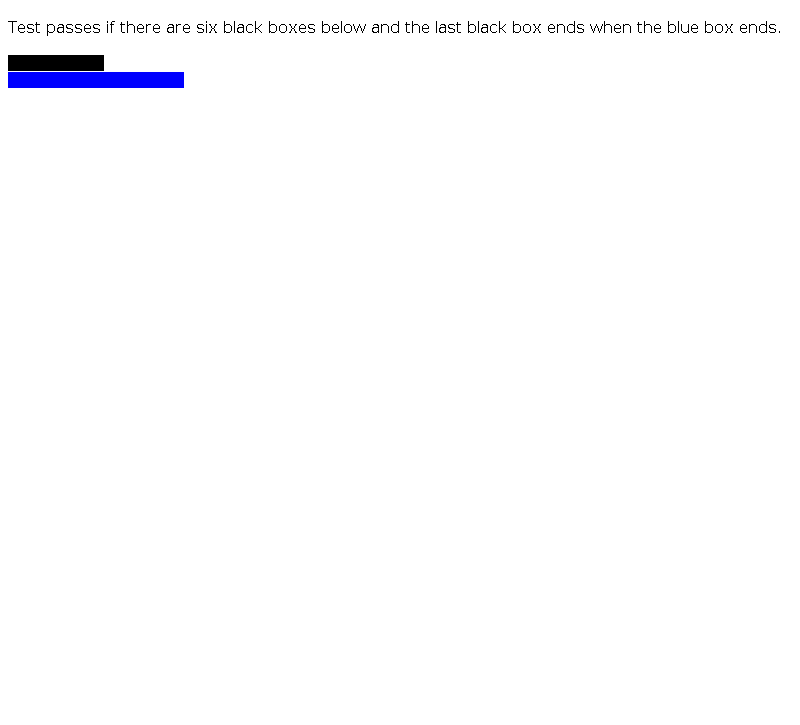 Test passes if there are six black boxes below and the last black box ends when the blue box ends.